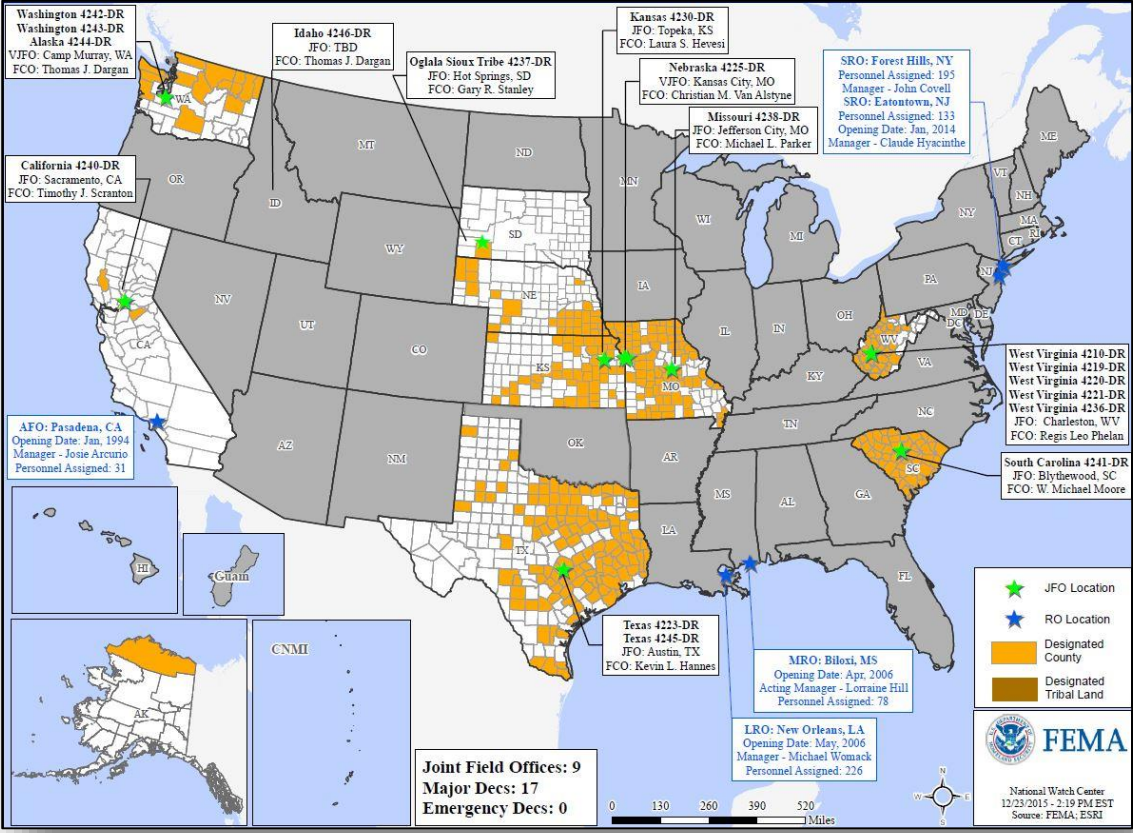 Washington 4242-DR
Washington 4243-DR
Alaska 4244-DR
VJFO: Camp Murray, WA
FCO: Thomas J. Dargan
Idaho 4246-DR
JFO: TBD
FCO: Thomas J. Dargan
Oglala Sioux Tribe 4237-DR
JFO: Hot Springs, SD
FCO: Gary R. Stanley
Kansas 4230-DR
JFO: Topeka, KS
FCO: Laura S. Hevesi
Nebraska 4225-DR
VJFO: Kansas City, MO
FCO: Christian M. Van Alstyne
Missouri 4238-DR
JFO: Jefferson City, MO
FCO: Michael L. Parker
SRO: Forest Hills, NY
Personnel Assigned: 195
Manager - John Covell
SRO: Eatontown, NJ
Personnel Assigned: 133
Opening Date: Jan, 2014
Manager - Claude Hyacinthe
California 4240-DR
JFO: Sacramento, CA
FCO: Timothy J. Scranton
WA
MT
ND
MN
ME
VT
NH
OR
ID
WY
SD
WI
MI
NY
MA
CT
RI
NV
UT
CO
NE
IA
IL
IN
OH
PA
NJ
MD
DE
DC
CA
KS
MO
KY
WV
VA
AZ
NM
OK
AR
TN
NC
SC
TX
LA
MS
AL
GA
FL
HI
Guam
AK
CNMI
West Virginia 4210-DR
West Virginia 4219-DR
West Virginia 4220-DR
West Virginia 4221-DR
West Virginia 4236-DR
JFO: Charleston, WV
FCO: Regis Leo Phelan
South Carolina 4241-DR
JFO: Blythewood, SC
FCO: W. Michael Moore
AFO: Pasadena, CA
Opening Date: Jan, 1994
Manager - Josie Arcurio
Personnel Assigned: 31
Texas 4223-DR
Texas 4245-DR
JFO: Austin, TX
FCO: Kevin L. Hannes
MRO: Biloxi, MS
Opening Date: Apr, 2006
Acting Manager - Lorraine Hill
Personnel Assigned: 78
LRO: New Orleans, LA
Opening Date: May, 2006
Manager - Michael Womack
Personnel Assigned: 226
JFO Location
RO Location
Designated
County
Designated
Tribal Land
Joint Field Offices: 9
Major Decs: 17
Emergency Decs: 0
0 130 260 390 520
Miles
N
W E
S
FEMA
National Watch Center
12/23/2015 - 2:19 PM EST
Source: FEMA; ESRI